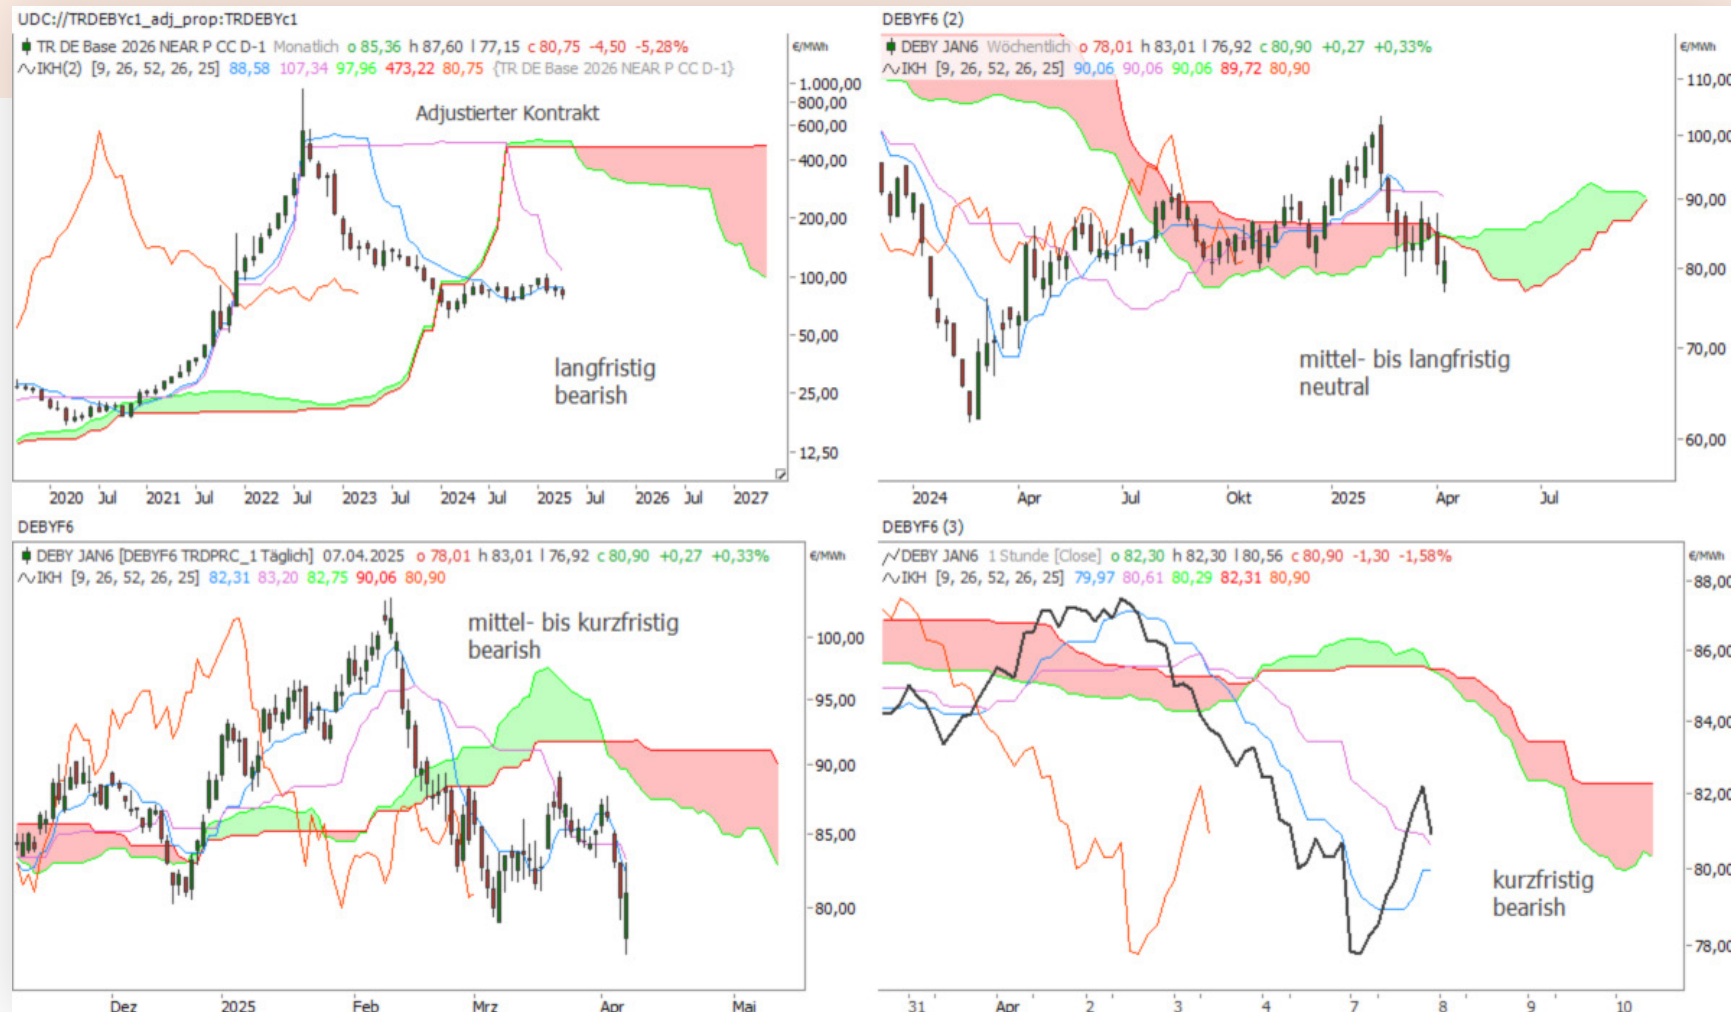 UDC://TRDEBYc1_adj_prop:TRDEBYc1
TR DE Base 2026 NEAR P CC D-1 Monatlich o 85,36 h 87,60 l 77,15 c 80,75 -4,50 -5,28%
€/MWh
IKH(2) [9, 26, 52, 26, 25] 88,58 107,34 97,96 473,22 80,75 {TR DE Base 2026 NEAR P CC D-1}
Adjustierter Kontrakt
1.000,00
800,00
600,00
400,00
200,00
100,00
50,00
25,00
12,50
langfristig
bearish
2020 Jul 2021 Jul 2022 Jul 2023 Jul 2024 Jul 2025 Jul 2026 Jul 2027
DEBYF6 (2)
DEBY JAN6 Wöchentlich o 78,01 h 83,01 l 76,92 c 80,90 +0,27 +0,33%
€/MWh
IKH [9, 26, 52, 26, 25] 90,06 90,06 90,06 89,72 80,90
110,00
100,00
90,00
80,00
70,00
60,00
mittel- bis langfristig
neutral
2024 Apr Jul Okt 2025 Apr Jul
DEBYF6
DEBY JAN6 [DEBYF6 TRDPRC_1 Täglich] 07.04.2025 o 78,01 h 83,01 l 76,92 c 80,90 +0,27 +0,33%
€/MWh
IKH [9, 26, 52, 26, 25] 82,31 83,20 82,75 90,06 80,90
mittel- bis kurzfristig
bearish
100,00
95,00
90,00
85,00
80,00
Dez 2025 Feb Mrz Apr Mai
DEBYF6 (3)
DEBY JAN6 1 Stunde [Close] o 82,30 h 82,30 l 80,56 c 80,90 -1,30 -1,58%
€/MWh
IKH [9, 26, 52, 26, 25] 79,97 80,61 80,29 82,31 80,90
88,00
86,00
84,00
82,00
80,00
78,00
kurzfristig
bearish
31 Apr 2 3 4 7 8 9 10